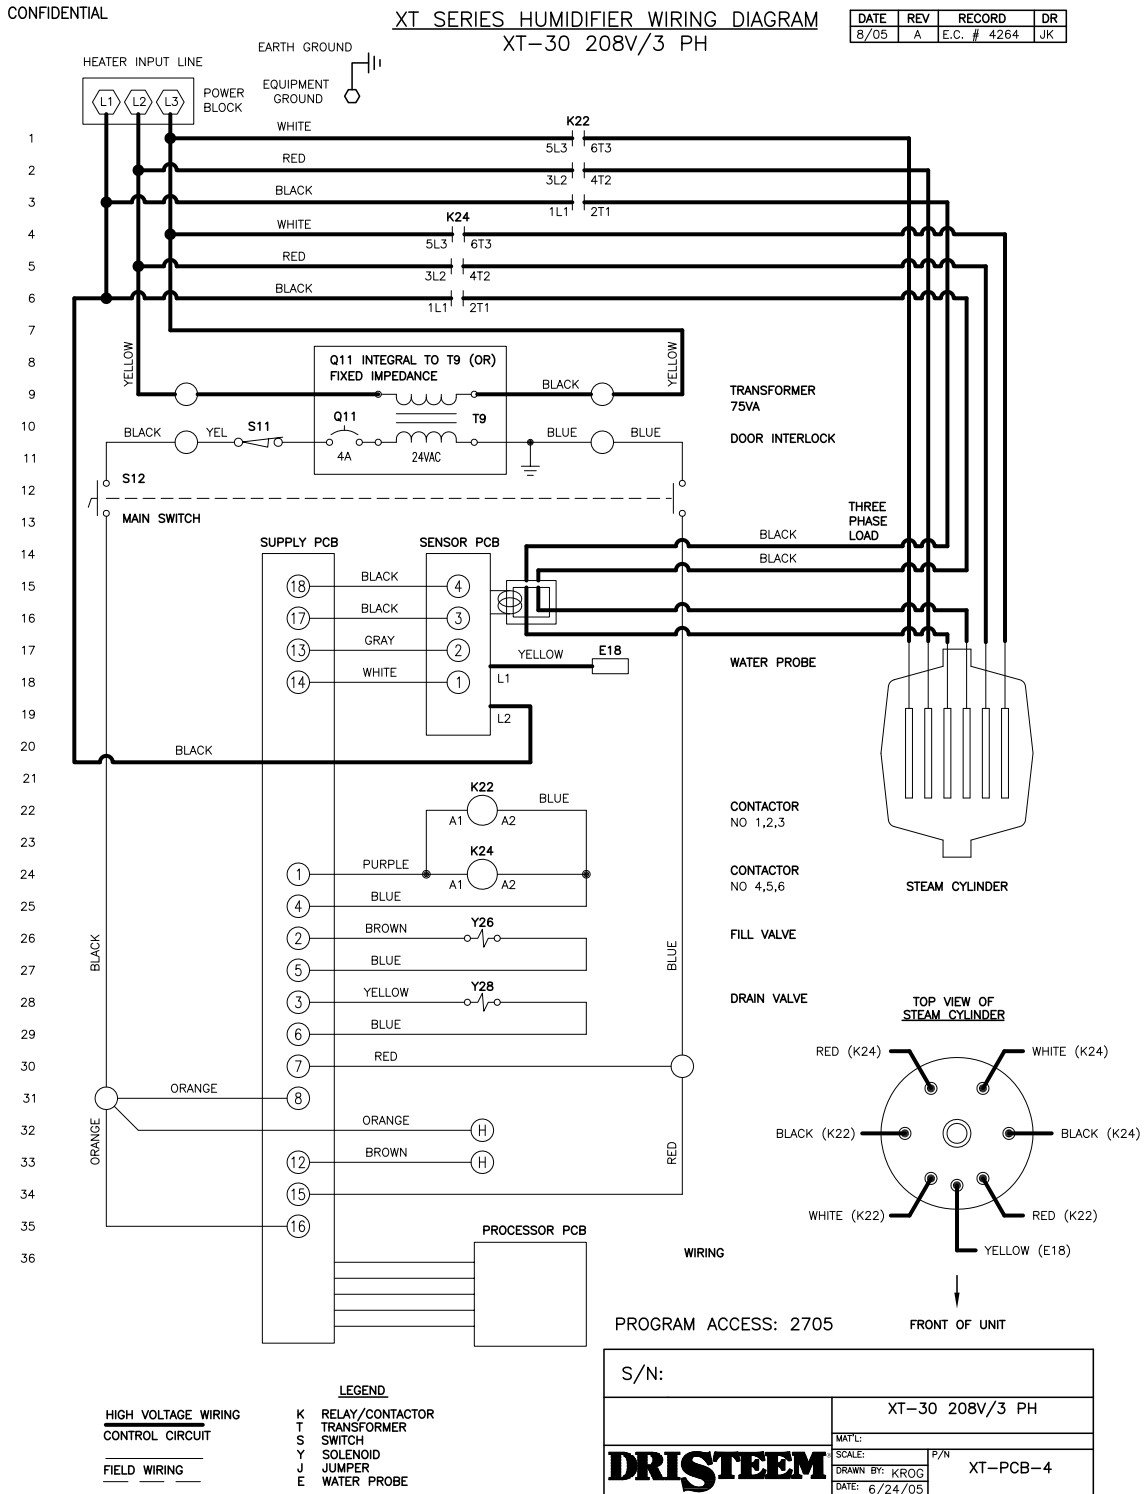 CONFIDENTIAL
XT SERIES HUMIDIFIER WIRING DIAGRAM
XT-30 208V/3 PH
DATE REV RECORD DR
8/05 A E.C. # 4264 JK
EARTH GROUND
HEATER INPUT LINE
EQUIPMENT
GROUND
L1 L2 L3
POWER
BLOCK
1 WHITE K22
5L3 6T3
2 RED
3L2 4T2
3 BLACK
1L1 2T1
4 WHITE K24
5L3 6T3
5 RED
3L2 4T2
6 BLACK
1L1 2T1
7
8 YELLOW Q11 INTEGRAL TO T9 (OR) YELLOW
FIXED IMPEDANCE
9 BLACK TRANSFORMER
75VA
Q11 T9
10 BLACK YEL S11 BLUE BLUE DOOR INTERLOCK
4A 24VAC
11
12 S12
13 MAIN SWITCH
THREE
PHASE
LOAD
BLACK
14 SUPPLY PCB SENSOR PCB
BLACK
15 18 BLACK 4
16 17 BLACK 3
17 13 GRAY 2 YELLOW E18 WATER PROBE
L1
18 14 WHITE 1
19 L2
20 BLACK
21
K22
22 A1 A2 BLUE CONTACTOR
NO 1,2,3
23
K24
24 1 PURPLE A1 A2 CONTACTOR
NO 4,5,6
STEAM CYLINDER
25 4 BLUE
26 2 BROWN Y26 FILL VALVE
BLACK BLUE
27 5 BLUE
28 3 YELLOW Y28 DRAIN VALVE
29 6 BLUE
30 7 RED
31 8 ORANGE
32 ORANGE H
ORANGE RED
33 12 BROWN H
34 15
35 16
PROCESSOR PCB
36 WIRING
TOP VIEW OF
STEAM CYLINDER
RED (K24) WHITE (K24)
BLACK (K22) BLACK (K24)
WHITE (K22) RED (K22)
YELLOW (E18)
FRONT OF UNIT
PROGRAM ACCESS: 2705
S/N:
LEGEND
HIGH VOLTAGE WIRING
CONTROL CIRCUIT
FIELD WIRING
K RELAY/CONTACTOR
T TRANSFORMER
S SWITCH
Y SOLENOID
J JUMPER
E WATER PROBE
XT-30 208V/3 PH
MAT'L:
DRISTEEM®
SCALE:
P/N
XT-PCB-4
DRAWN BY: KROG
DATE: 6/24/05